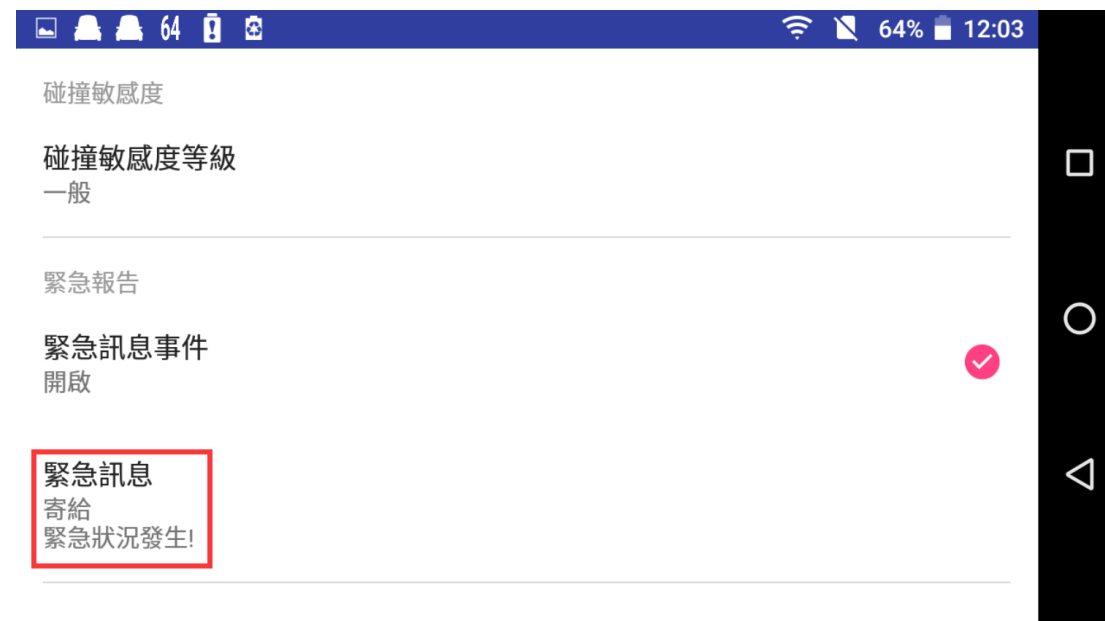 64 64% 12:03
碰撞敏感度
碰撞敏感度等級
一般
緊急報告
緊急訊息事件
開啟
緊急訊息
寄給
緊急狀況發生!